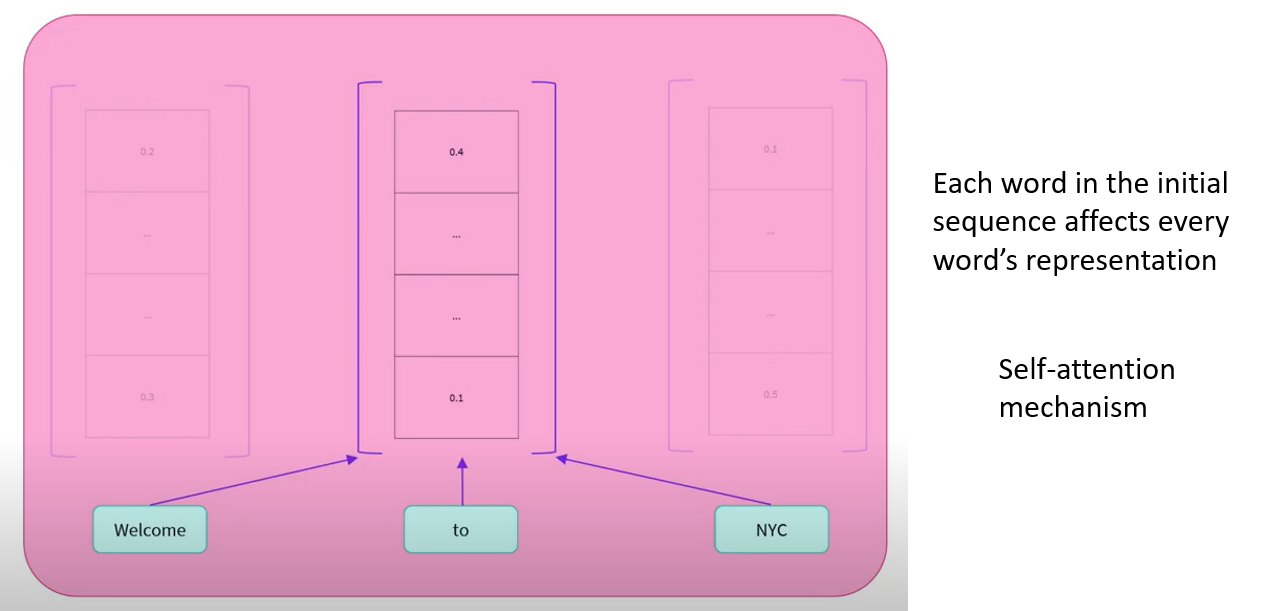 0.2
...
...
0.3
0.4
...
...
0.1
0.1
...
...
0.5
Welcome
to
NYC
Each word in the initial
sequence affects every
word’s representation
Self-attention
mechanism